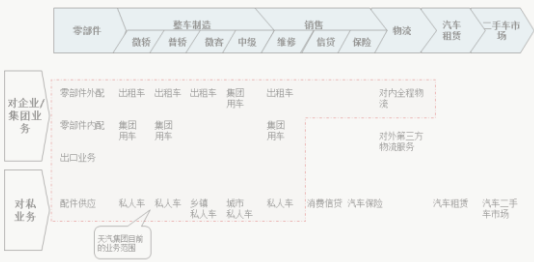 零部件
整车制造
销售
物流
汽车
租赁
二手车市
场
微轿
普轿
微客
中级
维修
信贷
保险
对企业/
集团业
务
零部件外配
出租车
出租车
出租车
集团
用车
出租车
对内全程物
流
零部件内配
集团
用车
集团
用车
集团
用车
对外第三方
物流服务
出口业务
对私
业务
配件供应
私人车
私人车
乡镇
私人车
城市
私人车
私人车
消费信贷
汽车保险
汽车租赁
汽车二手
车市场
天汽集团目前
的业务范围